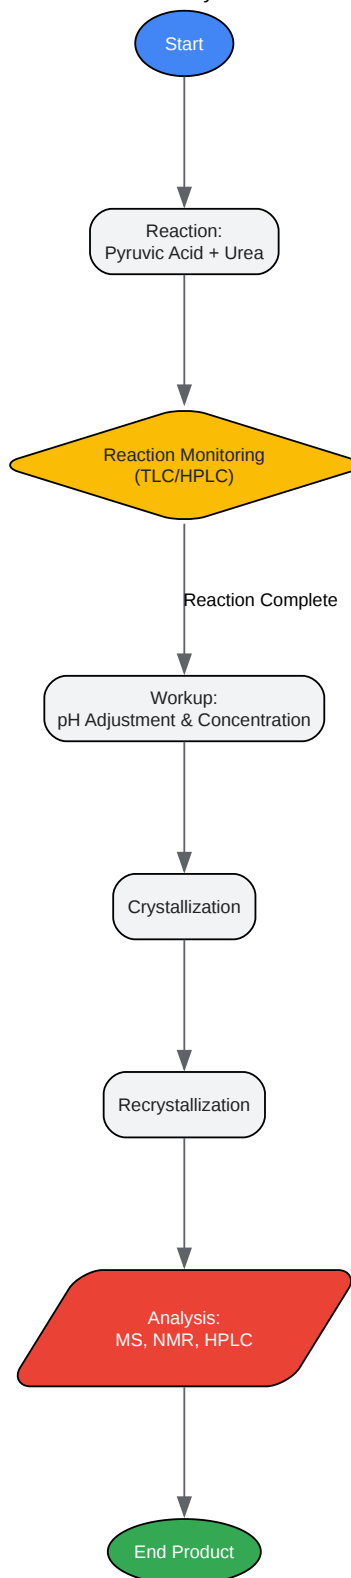 Start
Reaction:
Pyruvic Acid + Urea
Reaction Monitoring
(TLC/HPLC)
Reaction Complete
Workup:
pH Adjustment & Concentration
Crystallization
Recrystallization
Analysis:
MS, NMR, HPLC
End Product